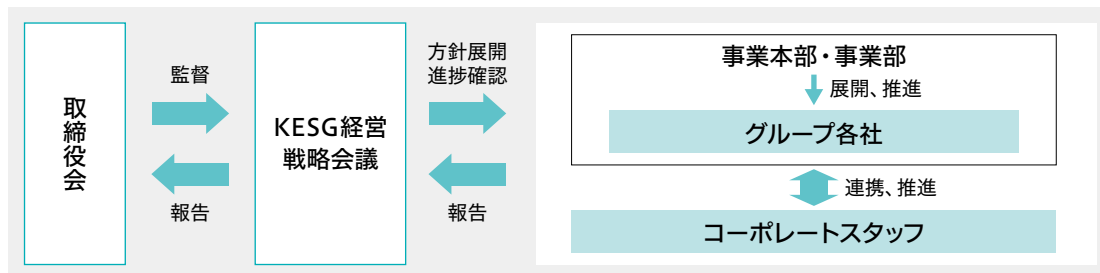 取締役会
監督
報告
KESG経営
戦略会議
方針展開
進捗確認
報告
事業本部・事業部
展開、推進
グループ各社
連携、推進
コーポレートスタッフ